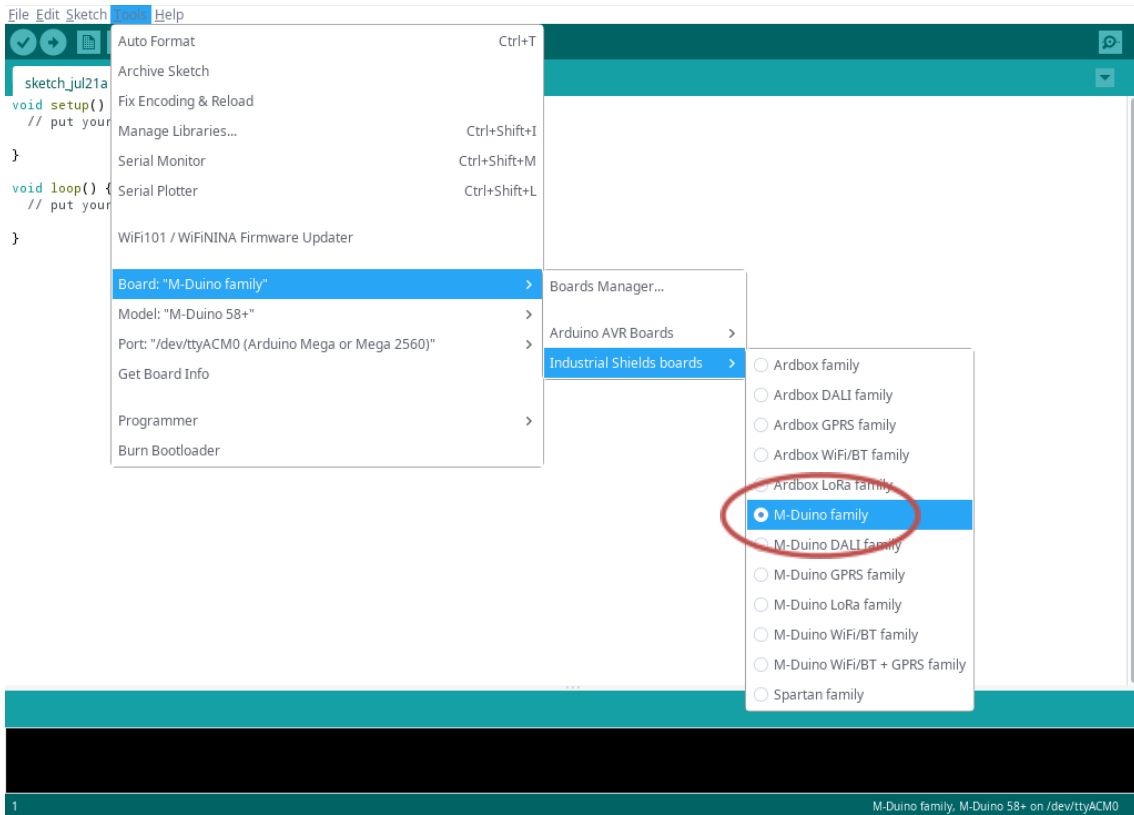 File Edit Sketch Tools Help
Auto Format Ctrl+T
Archive Sketch
Fix Encoding & Reload
Manage Libraries... Ctrl+Shift+I
Serial Monitor Ctrl+Shift+M
Serial Plotter Ctrl+Shift+L
WiFi101 / WiFiNINA Firmware Updater
Board: "M-Duino family"
Model: "M-Duino 58+"
Port: "/dev/ttyACM0 (Arduino Mega or Mega 2560)"
Get Board Info
Programmer
Burn Bootloader
sketch_jul21a
void setup()
// put your
}
void loop() {
// put your
}
Boards Manager...
Arduino AVR Boards
Industrial Shields boards
Ardbox family
Ardbox DALI family
Ardbox GPRS family
Ardbox WiFi/BT family
Ardbox LoRa family
M-Duino family
M-Duino DALI family
M-Duino GPRS family
M-Duino LoRa family
M-Duino WiFi/BT family
M-Duino WiFi/BT + GPRS family
Spartan family
1
M-Duino family, M-Duino 58+ on /dev/ttyACM0